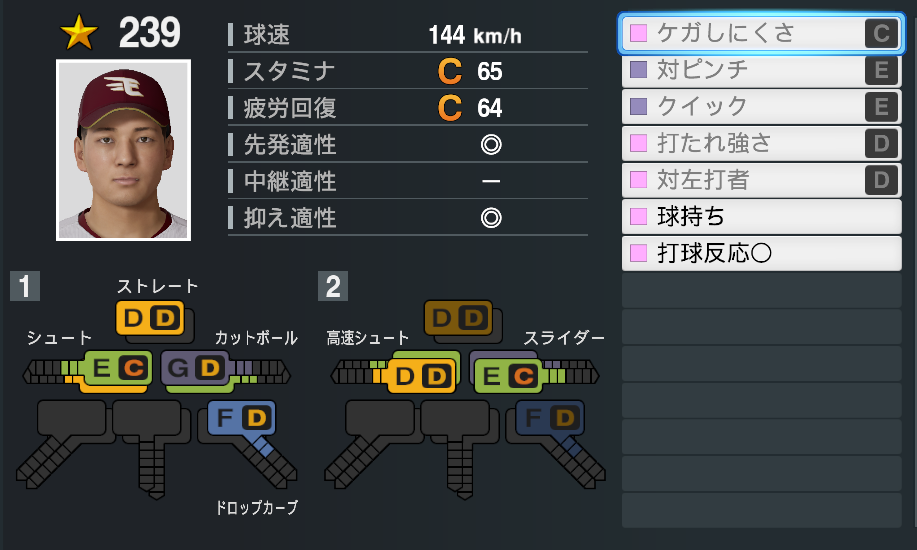 239
球速 144 km/h
スタミナ C 65
疲労回復 C 64
先発適性 ◎
中継適性 －
抑え適性 ◎
ケガしにくさ C
対ピンチ E
クイック E
打たれ強さ D
対左打者 D
球持ち
打球反応○
1
ストレート
D D
シュート
E C
カットボール
G D
F D
ドロップカーブ
2
D D
高速シュート
D D
スライダー
E C
F D